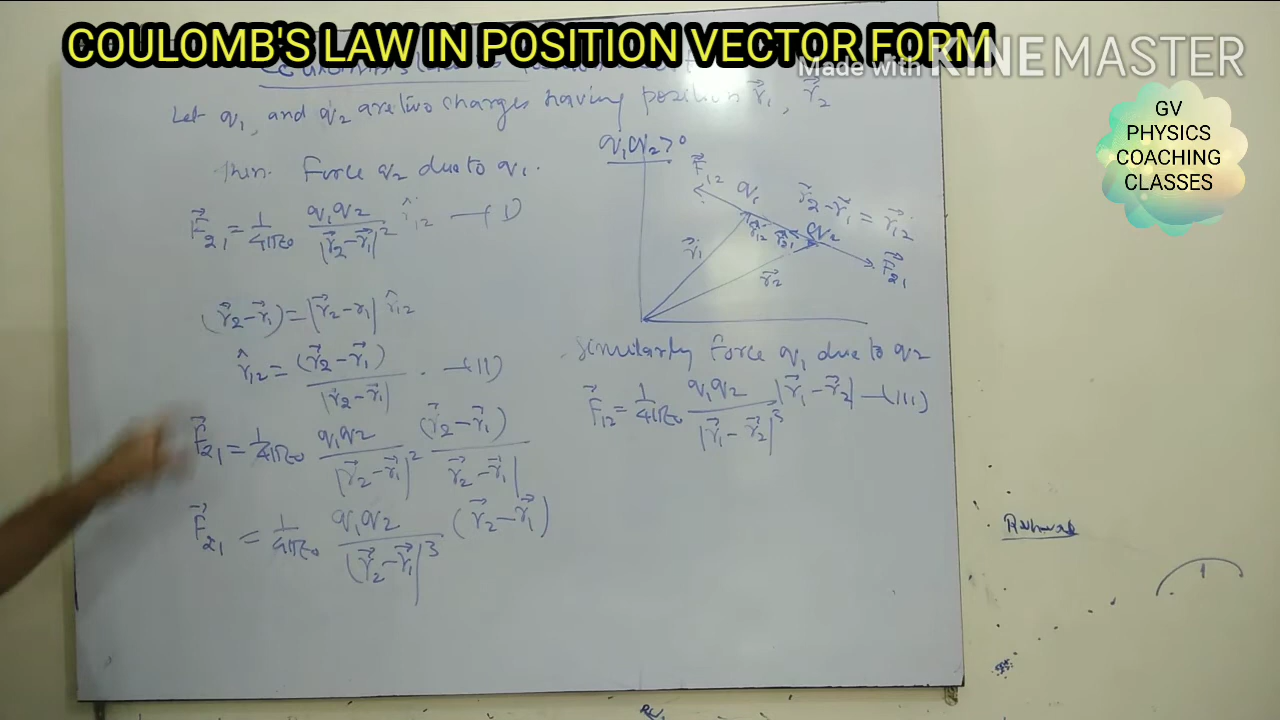 COULOMB'S LAW IN POSITION VECTOR FORM
Made with KINEMASTER
GV
PHYSICS
COACHING
CLASSES
Let q₁, and q₂ are two charges having position r⃗₁, r⃗₂
Then Force q₂ due to q₁.
F⃗₂₁ = 1/4πε₀ q₁q₂/|r⃗₂-r⃗₁|² r̂₁₂ —(I)
(r⃗₂-r⃗₁) = |r⃗₂-r₁| r̂₁₂
r̂₁₂ = (r⃗₂-r⃗₁)/|r₂-r⃗₁| . —(II)
F⃗₂₁ = 1/4πε₀ q₁q₂/|r⃗₂-r⃗₁|² (r⃗₂-r⃗₁)/r⃗₂-r⃗₁|
F⃗₂₁ = 1/4πε₀ q₁q₂/(r⃗₂-r⃗₁|³ (r⃗₂-r⃗₁)
q₁q₂>0
F⃗₁₂
q₁
r⃗₂-r⃗₁ = r⃗₁₂
r⃗₁₂
r⃗₂₁
q₂
r⃗₁
r⃗₂
F⃗₂₁
Similarly Force q₁ due to q₂
F⃗₁₂ = 1/4πε₀ q₁q₂/|r⃗₁-r⃗₂|³ |r⃗₁-r⃗₂| —(III)